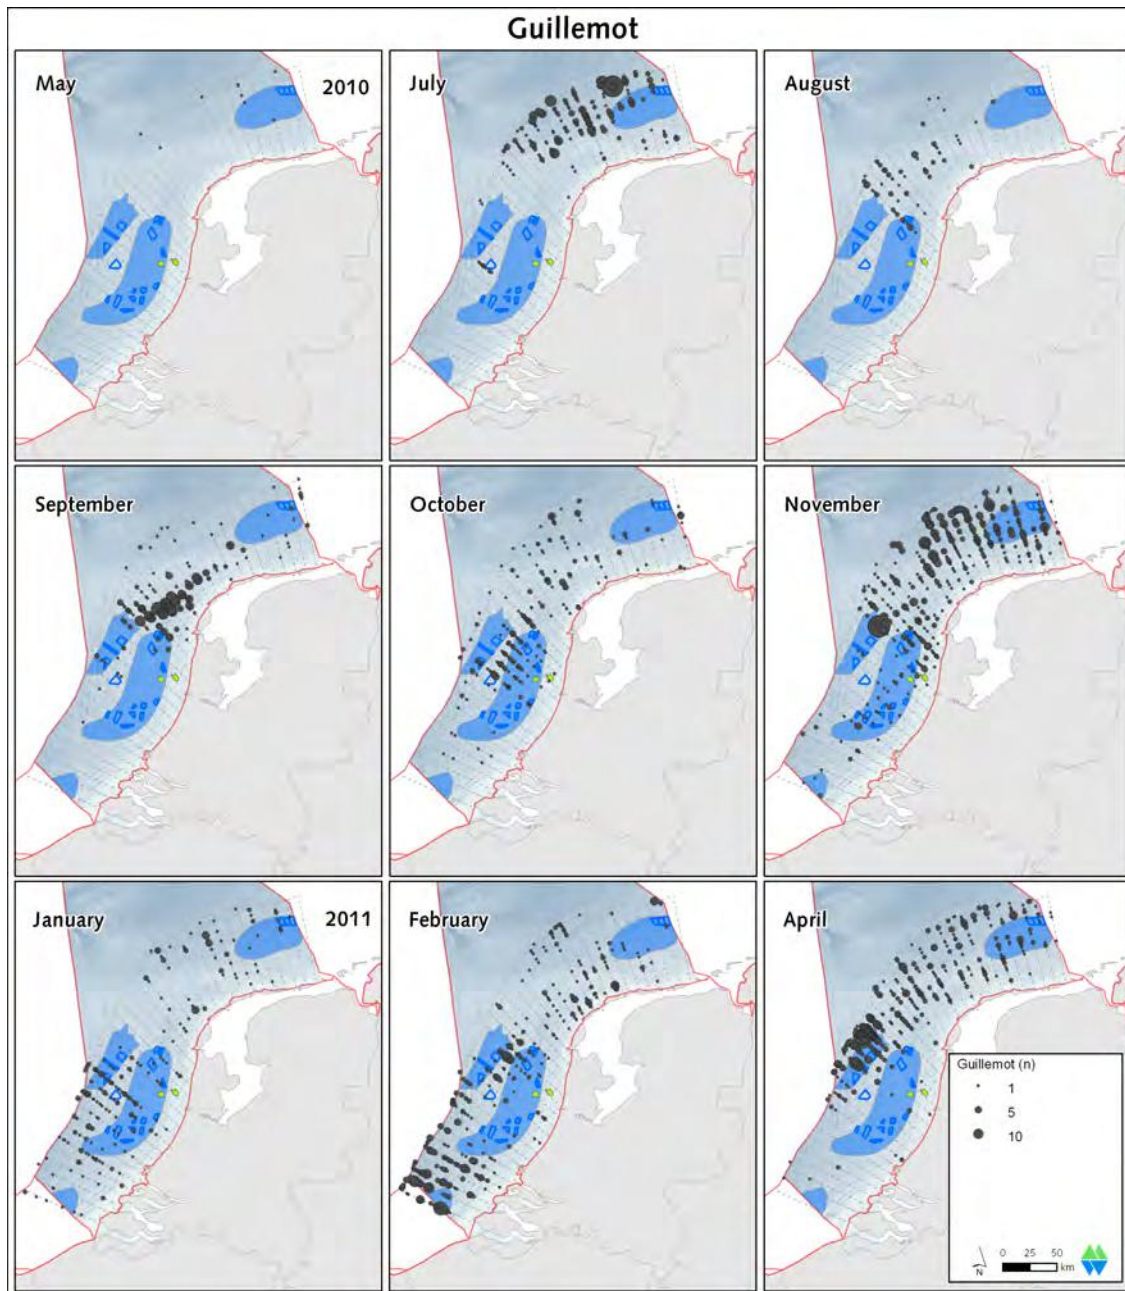 Guillemot
May
2010
July
August
September
October
November
January
2011
February
April
Guillemot (n)
1
5
10
N
0 25 50
km